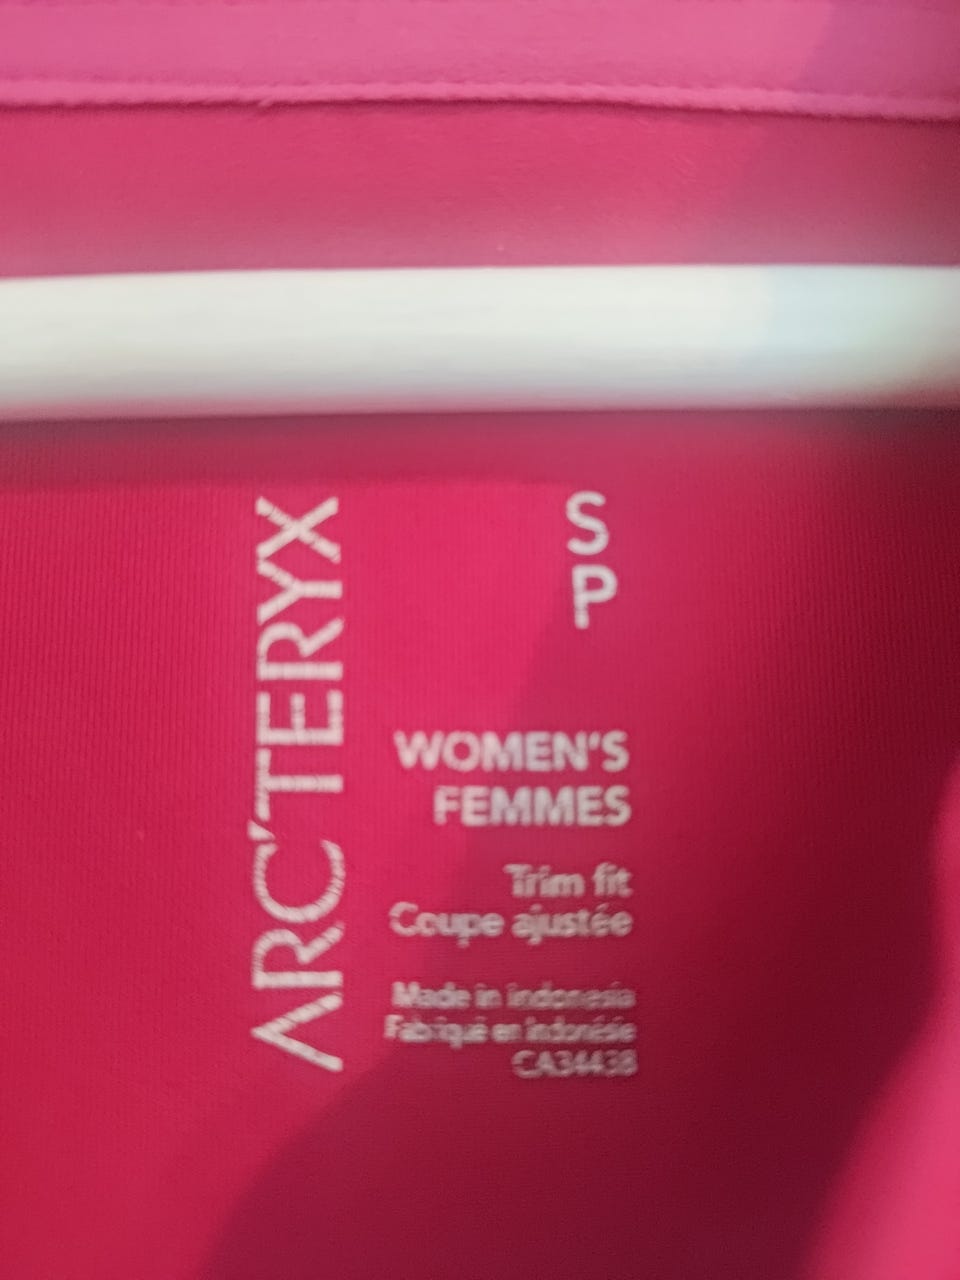 ARC'TERYX
S
P
WOMEN'S
FEMMES
Trim fit
Coupe ajustée
Made in Indonesia
Fabriqué en Indonésie
CA34438